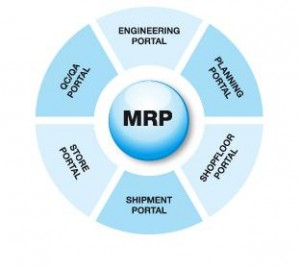 ENGINEERING
PORTAL
PLANNING
PORTAL
SHOPFLOOR
PORTAL
SHIPMENT
PORTAL
STORE
PORTAL
QC/QA
PORTAL
MRP